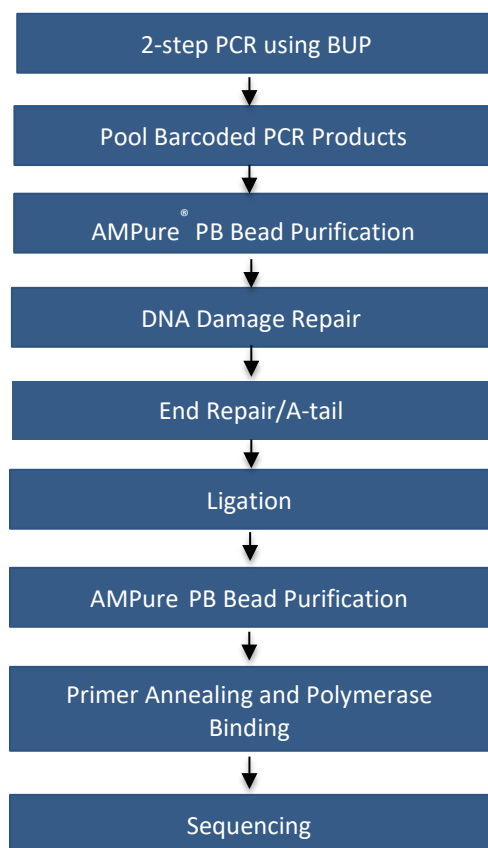 2-step PCR using BUP
Pool Barcoded PCR Products
AMPure® PB Bead Purification
DNA Damage Repair
End Repair/A-tail
Ligation
AMPure PB Bead Purification
Primer Annealing and Polymerase
Binding
Sequencing